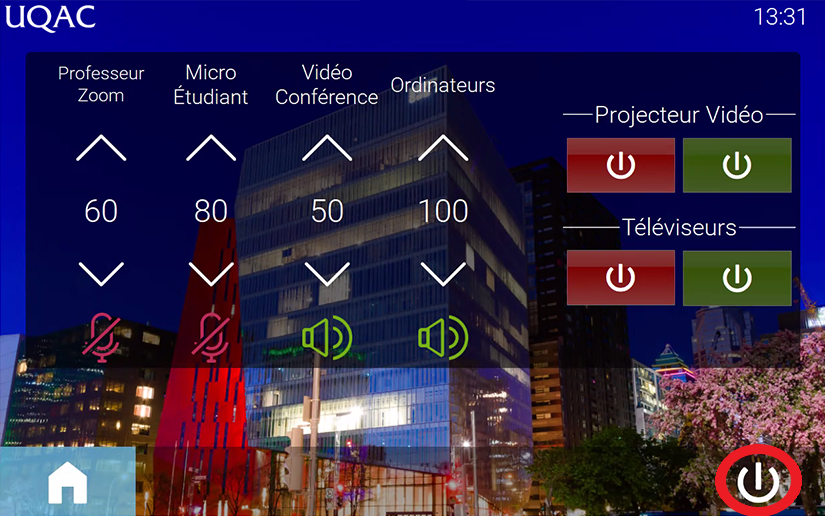 UQAC
13:31
Professeur
Zoom
Micro
Étudiant
Vidéo
Conférence
Ordinateurs
60
80
50
100
Projecteur Vidéo
Téléviseurs